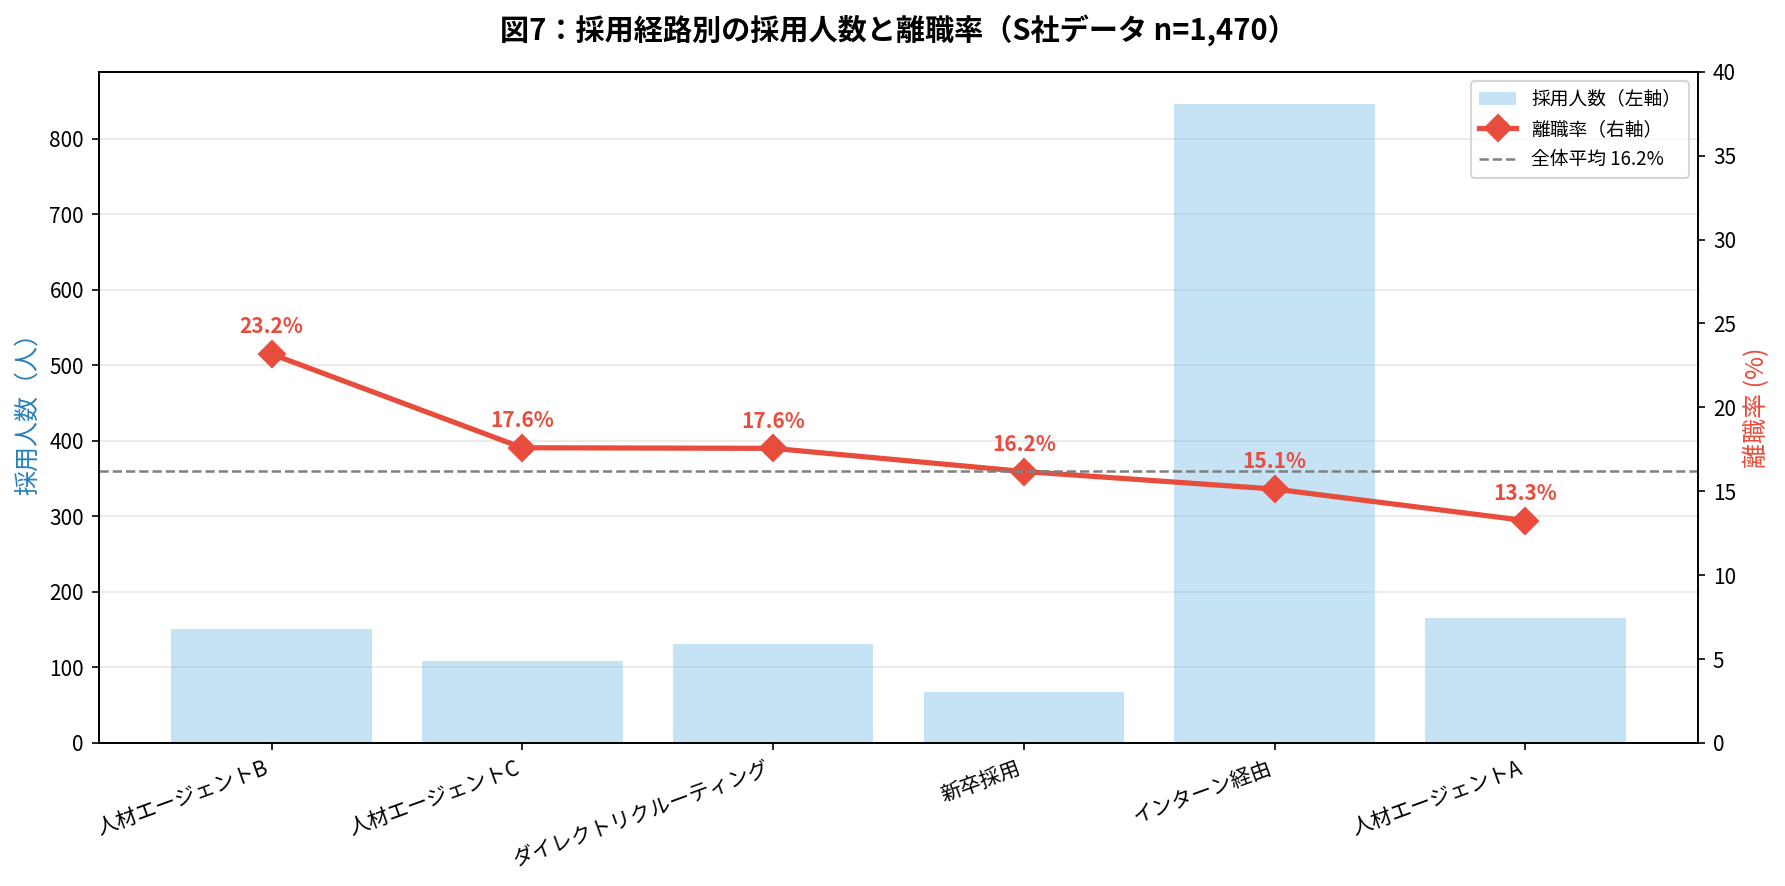 図7：採用経路別の採用人数と離職率（S社データ n=1,470）
採用人数（左軸）
離職率（右軸）
全体平均 16.2%
採用人数（人）
800
700
600
500
400
300
200
100
0
40
35
30
25
20
15
10
5
0
離職率 (%)
23.2%
17.6%
17.6%
16.2%
15.1%
13.3%
人材エージェントB
人材エージェントC
ダイレクトリクルーティング
新卒採用
インターン経由
人材エージェントA